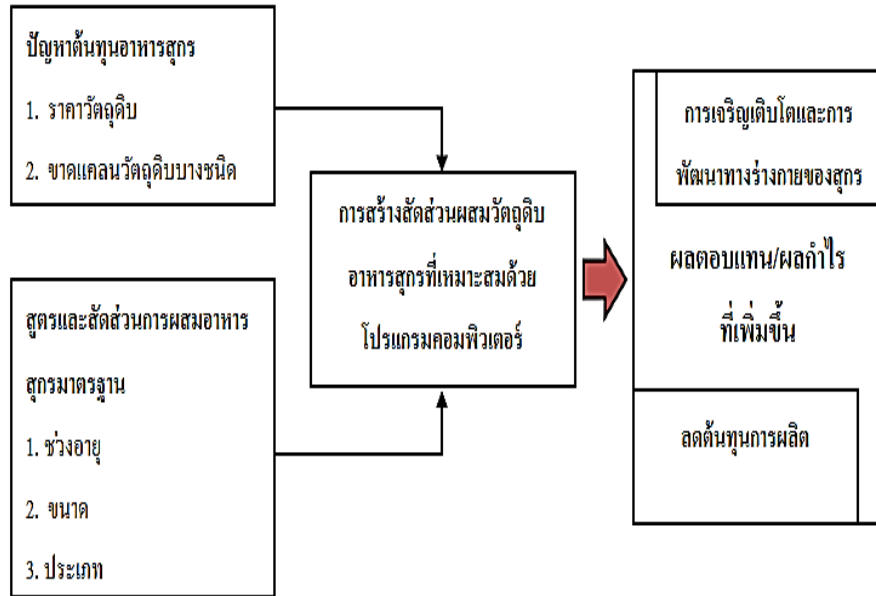 ปัญหาต้นทุนอาหารสุกร
1. ราคาวัตถุดิบ
2. ขาดแคลนวัตถุดิบบางชนิด
สูตรและสัดส่วนการผสมอาหาร
สุกรมาตรฐาน
1. ช่วงอายุ
2. ขนาด
3. ประเภท
การสร้างสัดส่วนผสมวัตถุดิบ
อาหารสุกรที่เหมาะสมด้วย
โปรแกรมคอมพิวเตอร์
การเจริญเติบโตและการ
พัฒนาทางร่างกายของสุกร
ผลตอบแทน/ผลกำไร
ที่เพิ่มขึ้น
ลดต้นทุนการผลิต